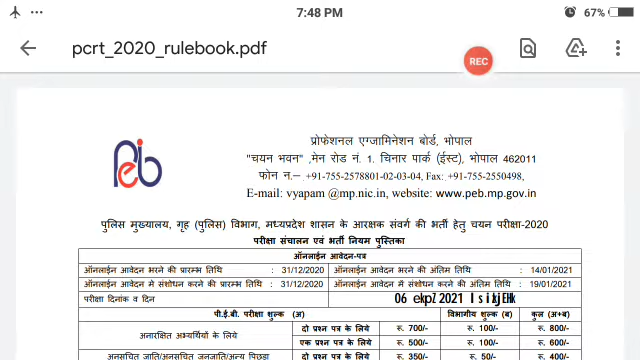 7:48 PM
67%
pcrt_2020_rulebook.pdf
REC
Peb
प्रोफेशनल एग्जामिनेशन बोर्ड, भोपाल
"चयन भवन" ,मेन रोड नं. 1. चिनार पार्क (ईस्ट), भोपाल 462011
फोन न.– .+91-755-2578801-02-03-04, Fax: .+91-755-2550498,
E-mail: vyapam @mp.nic.in, website: www.peb.mp.gov.in
पुलिस मुख्यालय, गृह (पुलिस) विभाग, मध्यप्रदेश शासन के आरक्षक संवर्ग की भर्ती हेतु चयन परीक्षा-2020
परीक्षा संचालन एवं भर्ती नियम पुस्तिका
ऑनलाईन आवेदन-पत्र
ऑनलाईन आवेदन भरने की प्रारम्भ तिथि : 31/12/2020 ऑनलाईन आवेदन भरने की अंतिम तिथि : 14/01/2021
ऑनलाईन आवेदन में संशोधन करने की प्रारम्भ तिथि : 31/12/2020 ऑनलाईन आवेदन में संशोधन करने की अंतिम तिथि : 19/01/2021
परीक्षा दिनांक व दिन 06 ekpZ 2021
पी.ई.बी. परीक्षा शुल्क (अ) विभागीय शुल्क (ब) कुल (अ+ब)
अनारक्षित अभ्यर्थियों के लिये दो प्रश्न पत्र के लिये रू. 700/- रू. 100/- रू. 800/-
एक प्रश्न पत्र के लिये रू. 500/- रू. 100/- रू. 600/-
अनुसूचित जाति/अनुसूचित जनजाति/अन्य पिछड़ा दो प्रश्न पत्र के लिये रू. 350/- रू. 50/- रू. 400/-